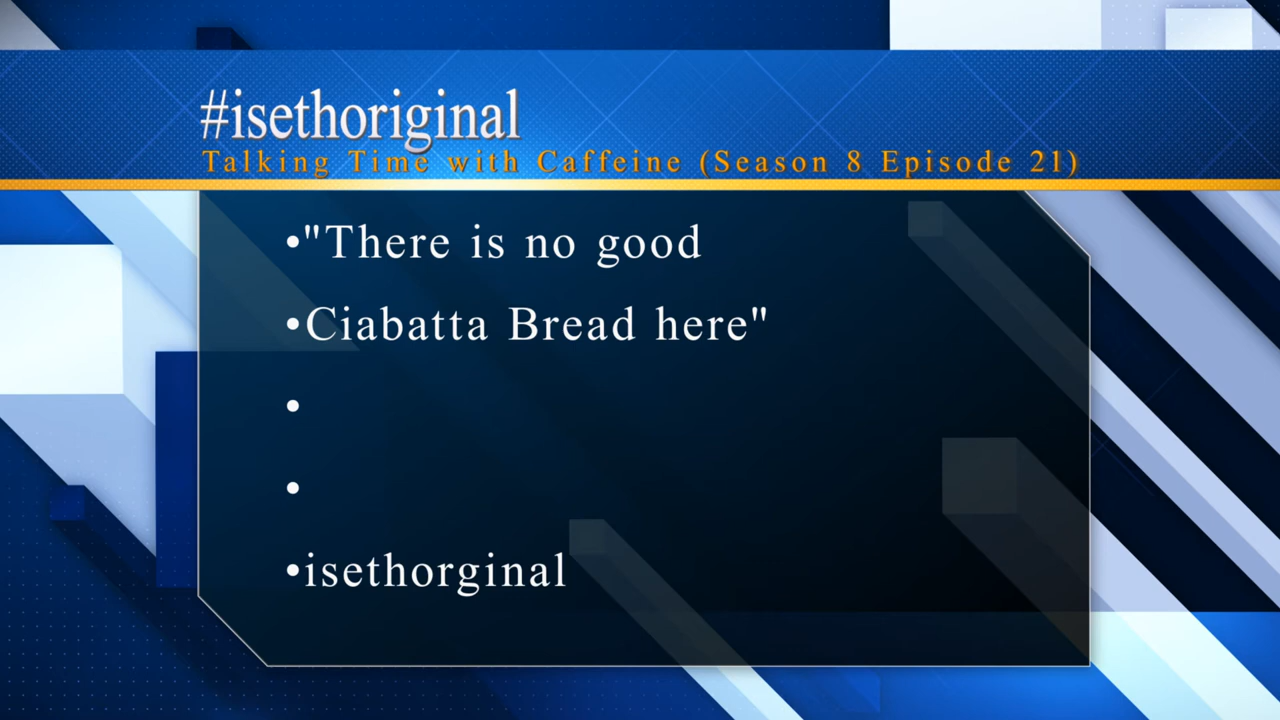 #isethoriginal
Talking Time with Caffeine (Season 8 Episode 21)
•"There is no good
•Ciabatta Bread here"
•
•
•isethorginal